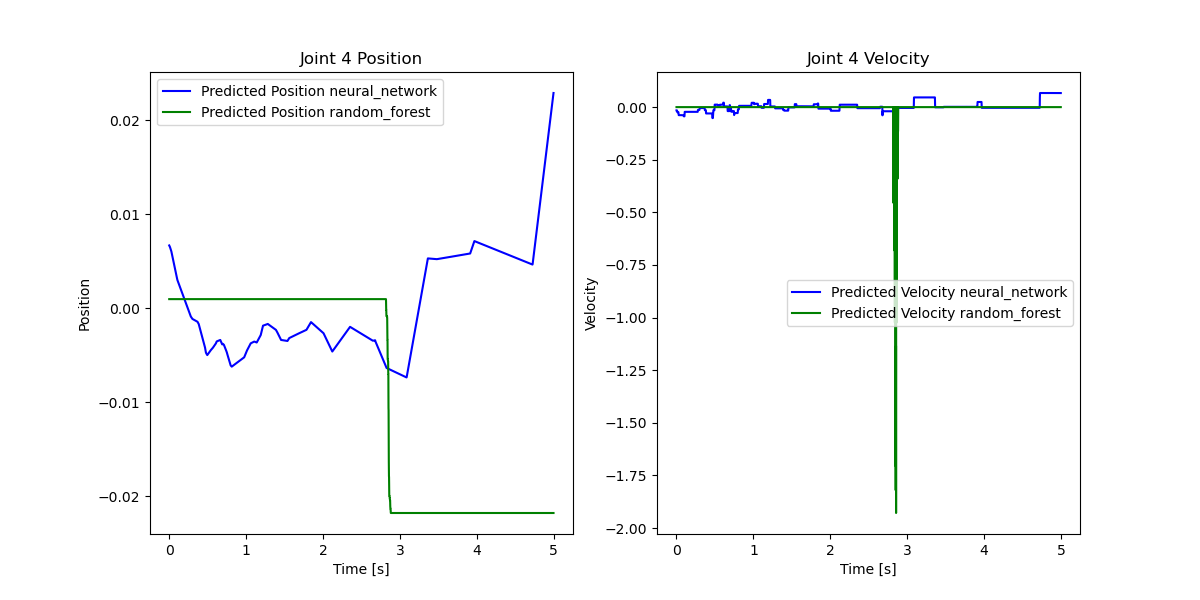 Joint 4 Position
Predicted Position neural_network
Predicted Position random_forest
0.02
0.01
0.00
−0.01
−0.02
Position
0
1
2
3
4
5
Time [s]
Joint 4 Velocity
0.00
−0.25
−0.50
−0.75
−1.00
−1.25
−1.50
−1.75
−2.00
Velocity
Predicted Velocity neural_network
Predicted Velocity random_forest
0
1
2
3
4
5
Time [s]